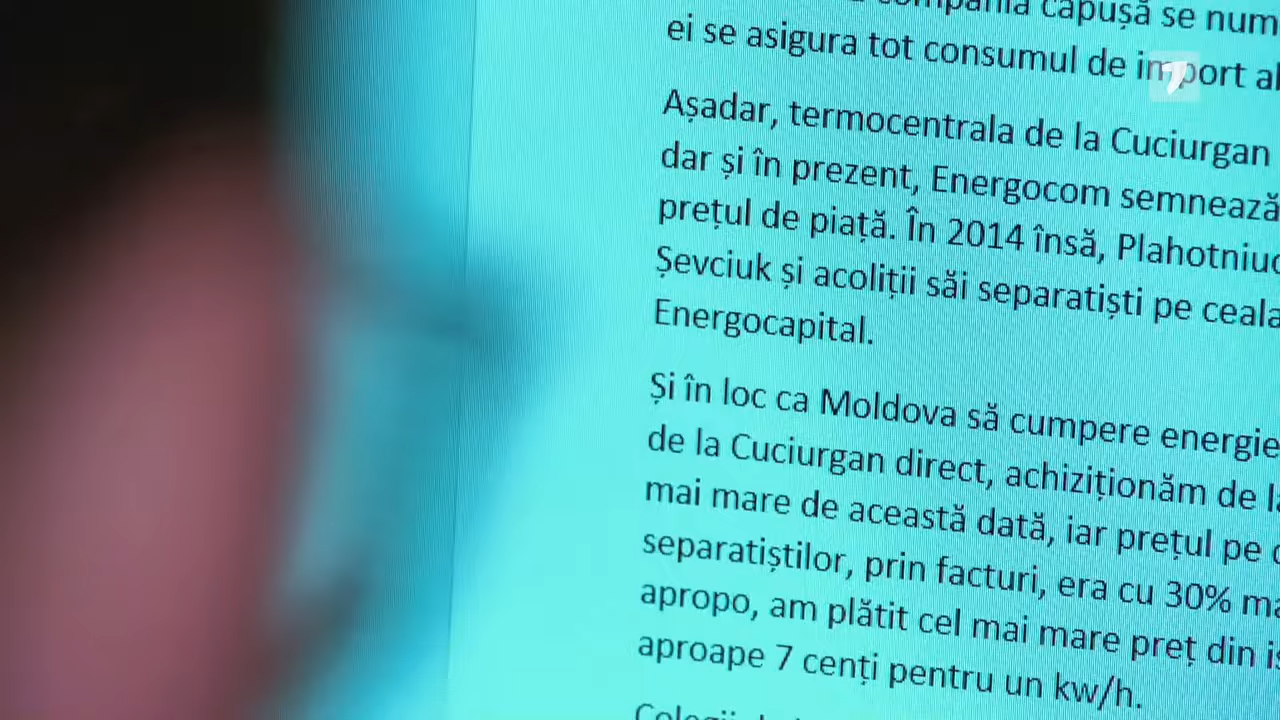 compania căpușă se num
ei se asigura tot consumul de import al
Așadar, termocentrala de la Cuciurgan
dar și în prezent, Energocom semnează
prețul de piață. În 2014 însă, Plahotniuc
Șevciuk și acoliții săi separatiști pe ceala
Energocapital.
Și în loc ca Moldova să cumpere energie
de la Cuciurgan direct, achiziționăm de la
mai mare de această dată, iar prețul pe
separatiștilor, prin facturi, era cu 30% ma
apropo, am plătit cel mai mare preț din is
aproape 7 cenți pentru un kw/h.